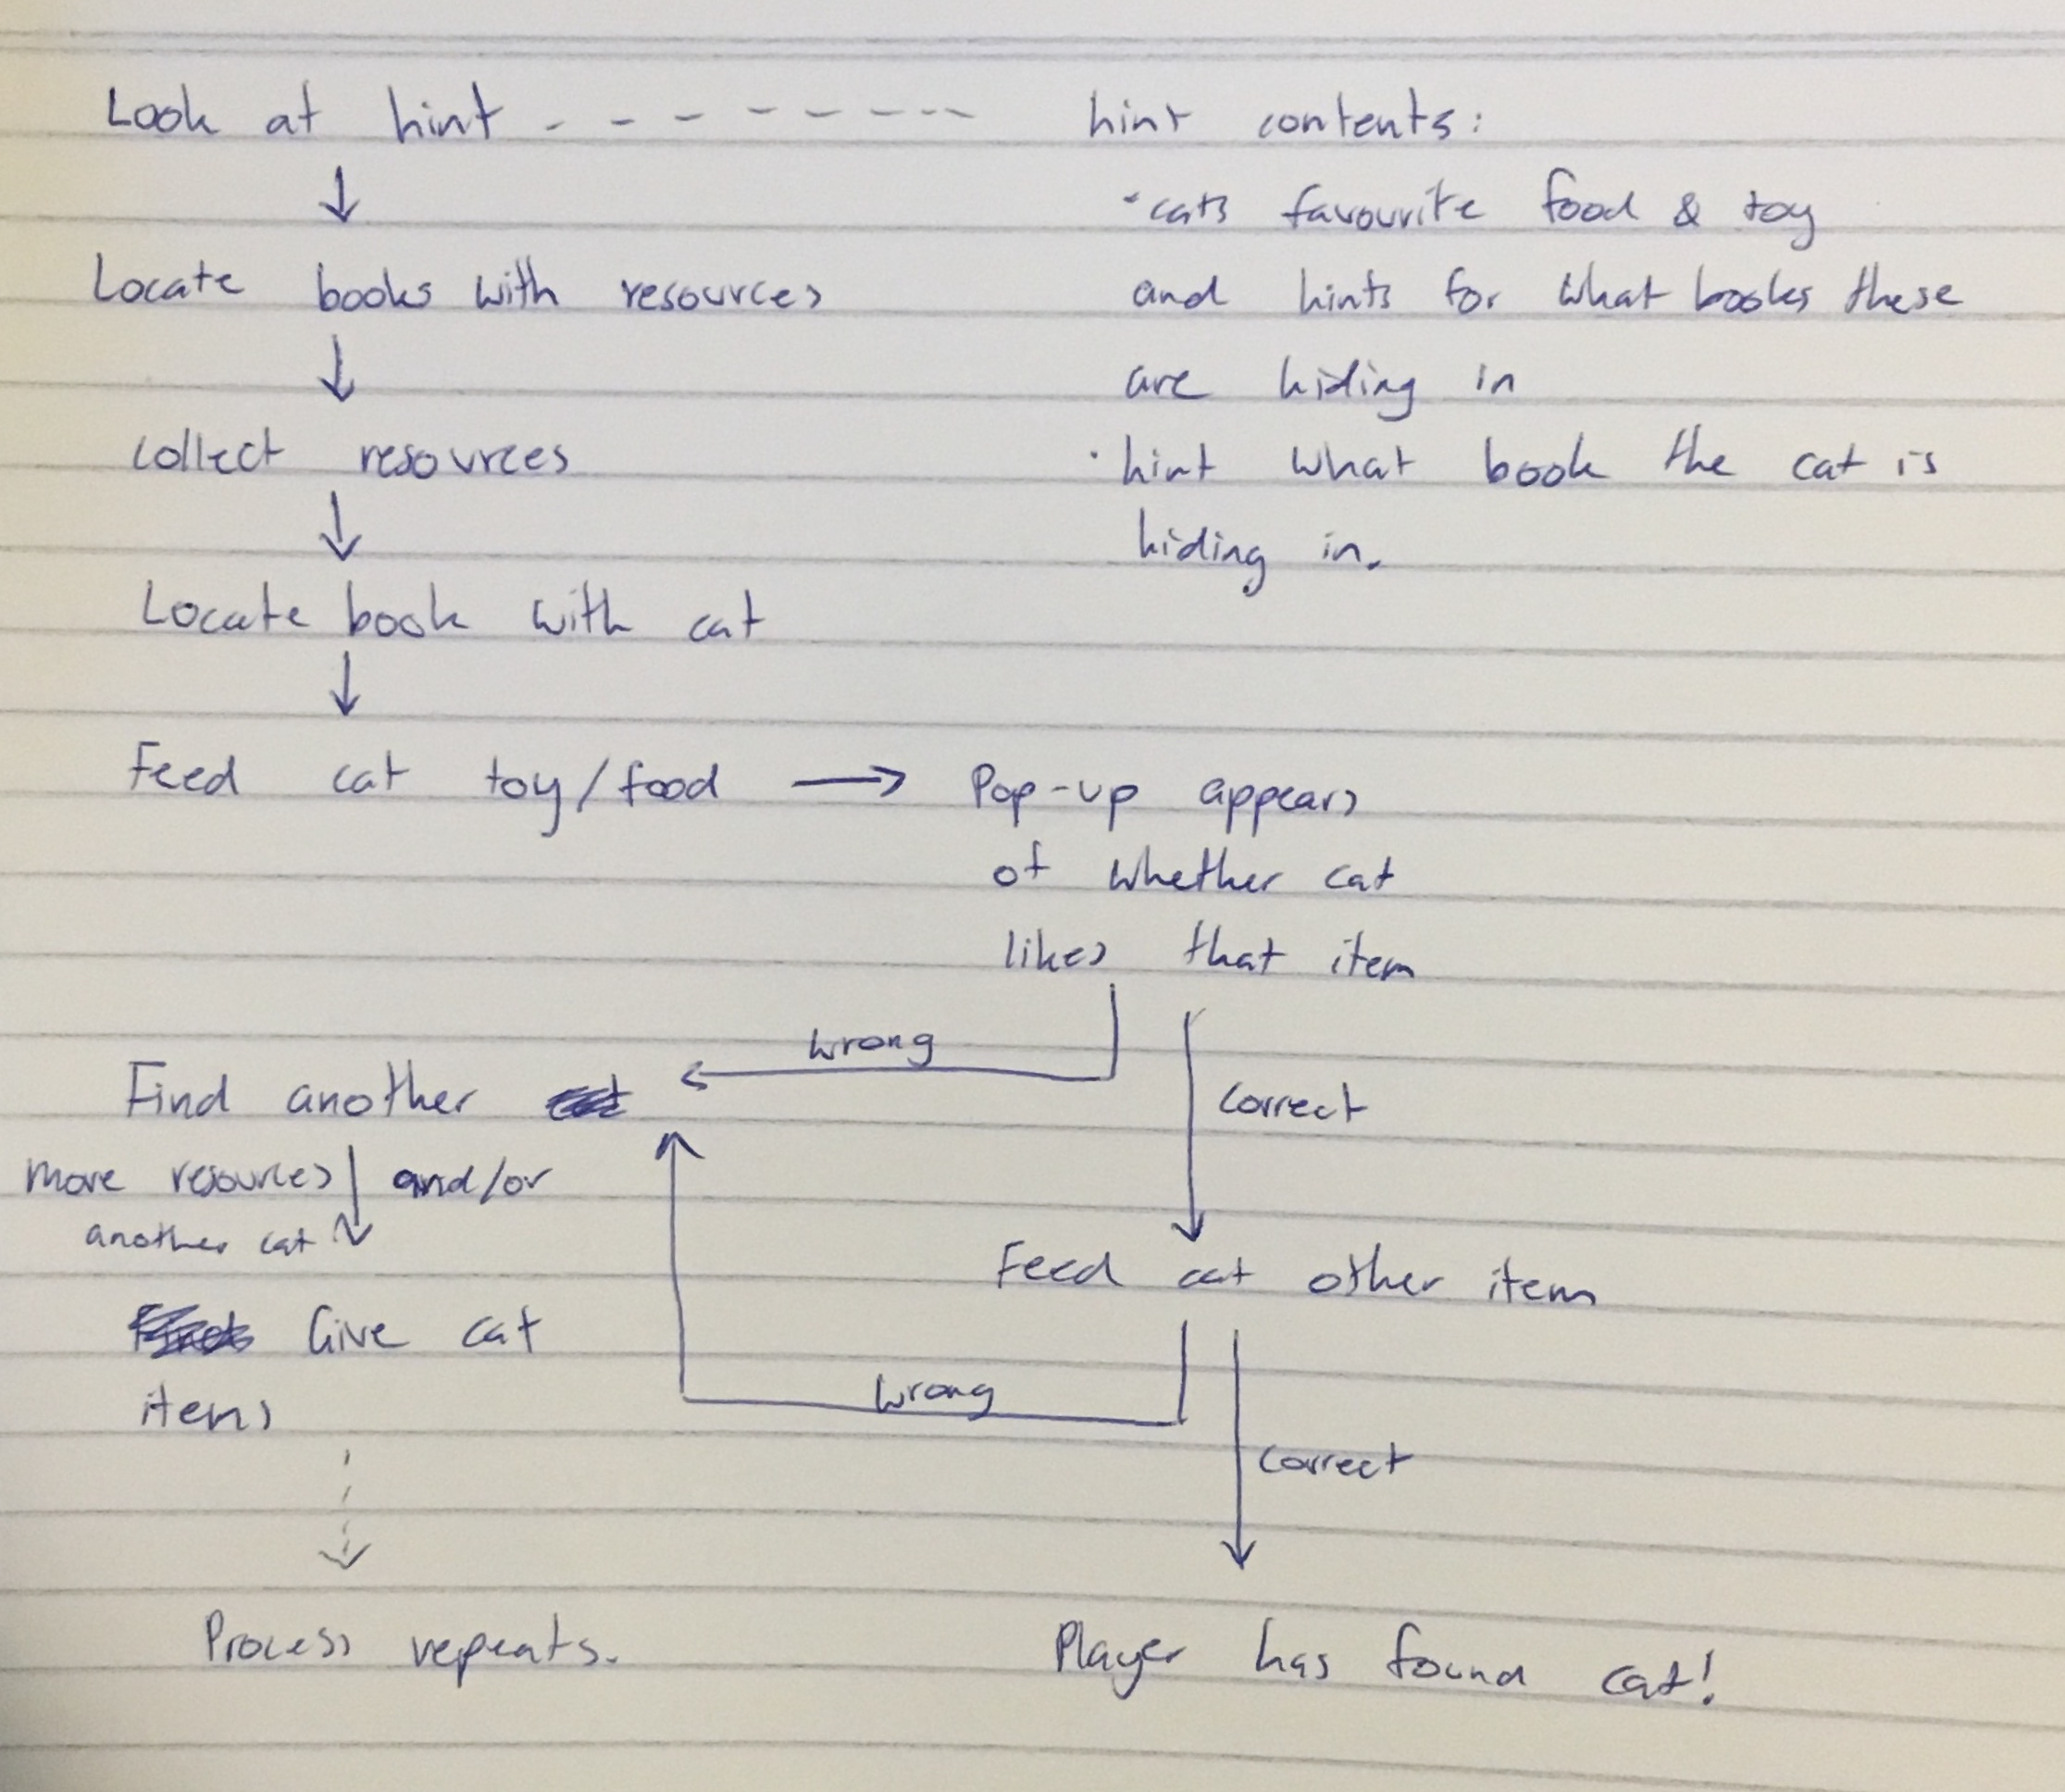 Look at hint
hint contents:
• cats favourite food & toy
and hints for what books these
are hiding in
• hint what book the cat is
hiding in.
Locate books with resources
collect resources
Locate book with cat
Feed cat toy/food
Pop-up appears
of whether cat
likes that item
wrong
correct
Find another
more resources and/or
another cat
Give cat
items
Feed cat other item
wrong
correct
Process repeats.
Player has found cat!